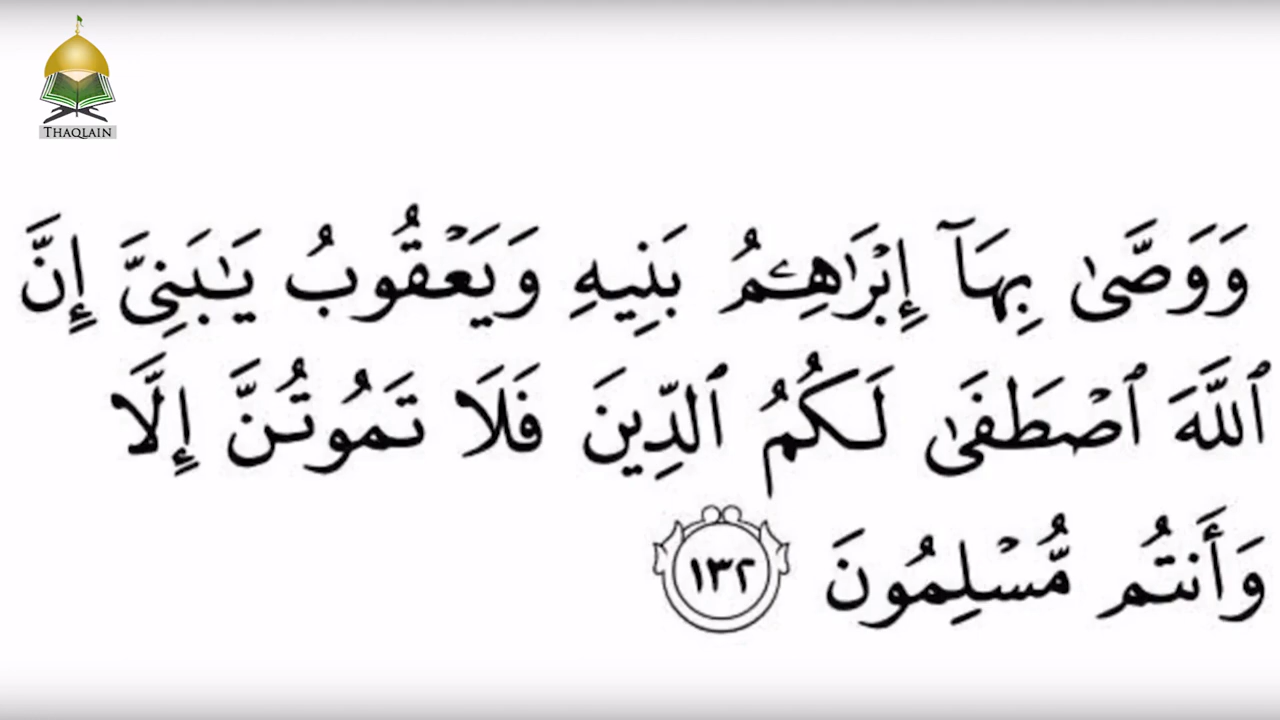 THAQLAIN
وَوَصَّىٰ بِهَآ إِبْرَٰهِـۧمُ بَنِيهِ وَيَعْقُوبُ يَـٰبَنِىَّ إِنَّ
ٱللَّهَ ٱصْطَفَىٰ لَكُمُ ٱلدِّينَ فَلَا تَمُوتُنَّ إِلَّا
وَأَنتُم مُّسْلِمُونَ ١٣٢